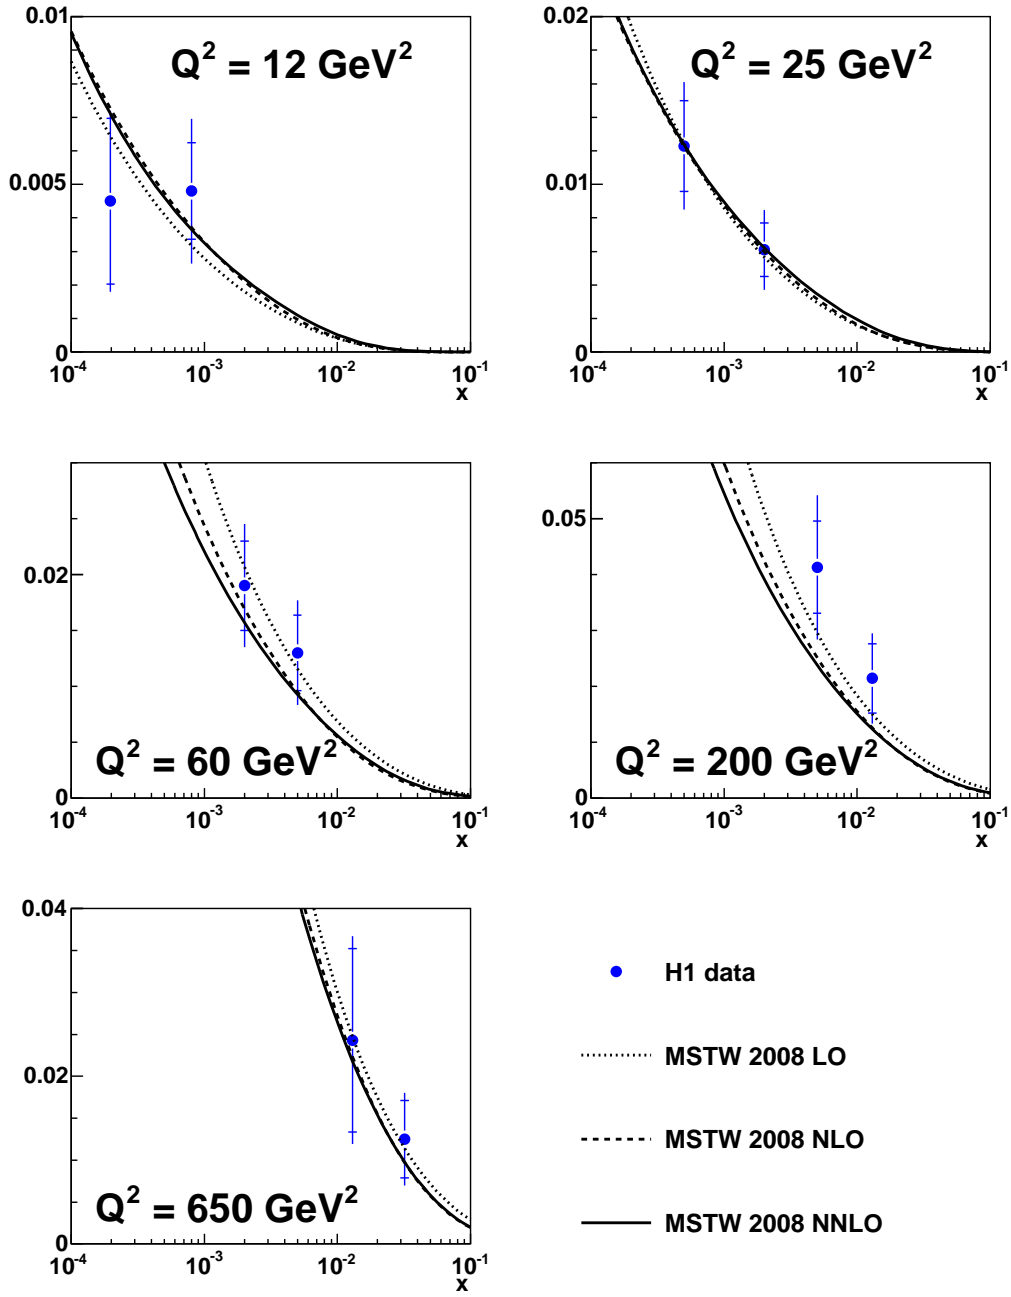 0.01
Q² = 12 GeV²
0.005
0
10⁻⁴ 10⁻³ 10⁻² 10⁻¹
x
0.02
Q² = 25 GeV²
0.01
0
10⁻⁴ 10⁻³ 10⁻² 10⁻¹
x
0.02
Q² = 60 GeV²
0
10⁻⁴ 10⁻³ 10⁻² 10⁻¹
x
0.05
Q² = 200 GeV²
0
10⁻⁴ 10⁻³ 10⁻² 10⁻¹
x
0.04
0.02
Q² = 650 GeV²
0
10⁻⁴ 10⁻³ 10⁻² 10⁻¹
x
H1 data
MSTW 2008 LO
MSTW 2008 NLO
MSTW 2008 NNLO